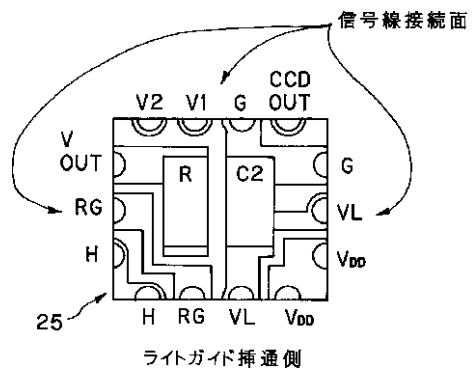 信号線接続面
V2 V1 G CCD OUT
V OUT
R C2
G
RG
VL
H
VDD
25
H RG VL VDD
ライトガイド挿通側